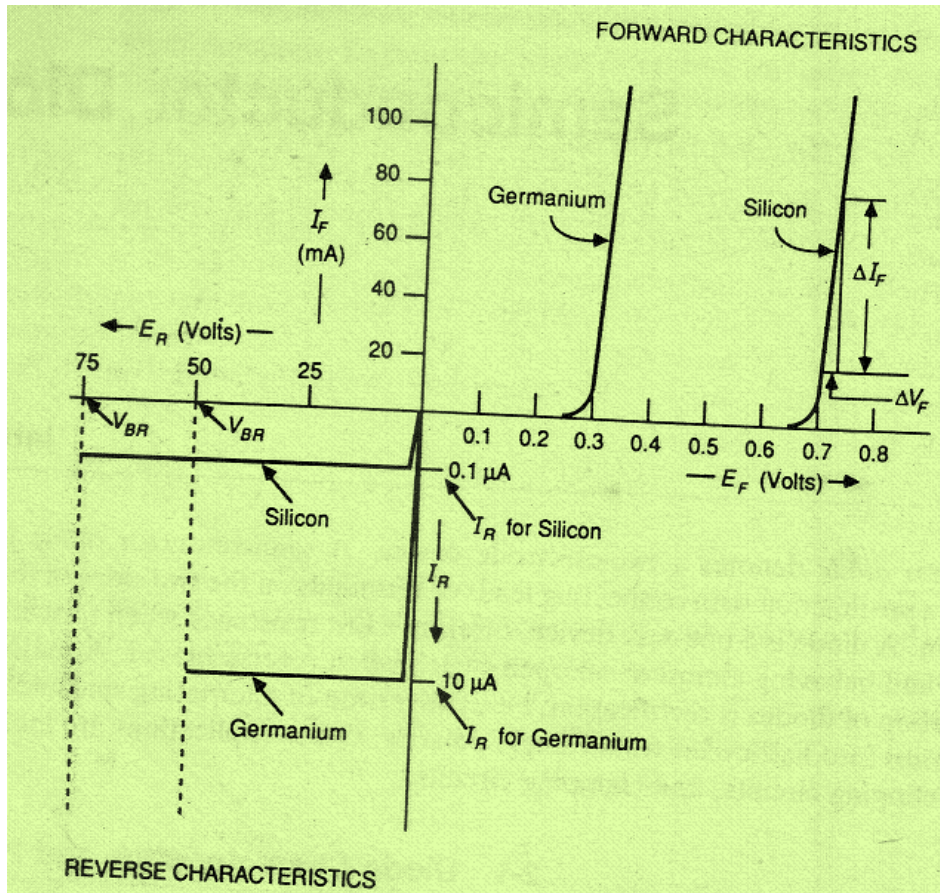 FORWARD CHARACTERISTICS
100
80
60
40
20
I_F
(mA)
Germanium
Silicon
ΔI_F
ΔV_F
E_R (Volts)
75
50
25
V_BR
V_BR
0.1
0.2
0.3
0.4
0.5
0.6
0.7
0.8
E_F (Volts)
0.1 μA
Silicon
I_R for Silicon
I_R
10 μA
Germanium
I_R for Germanium
REVERSE CHARACTERISTICS